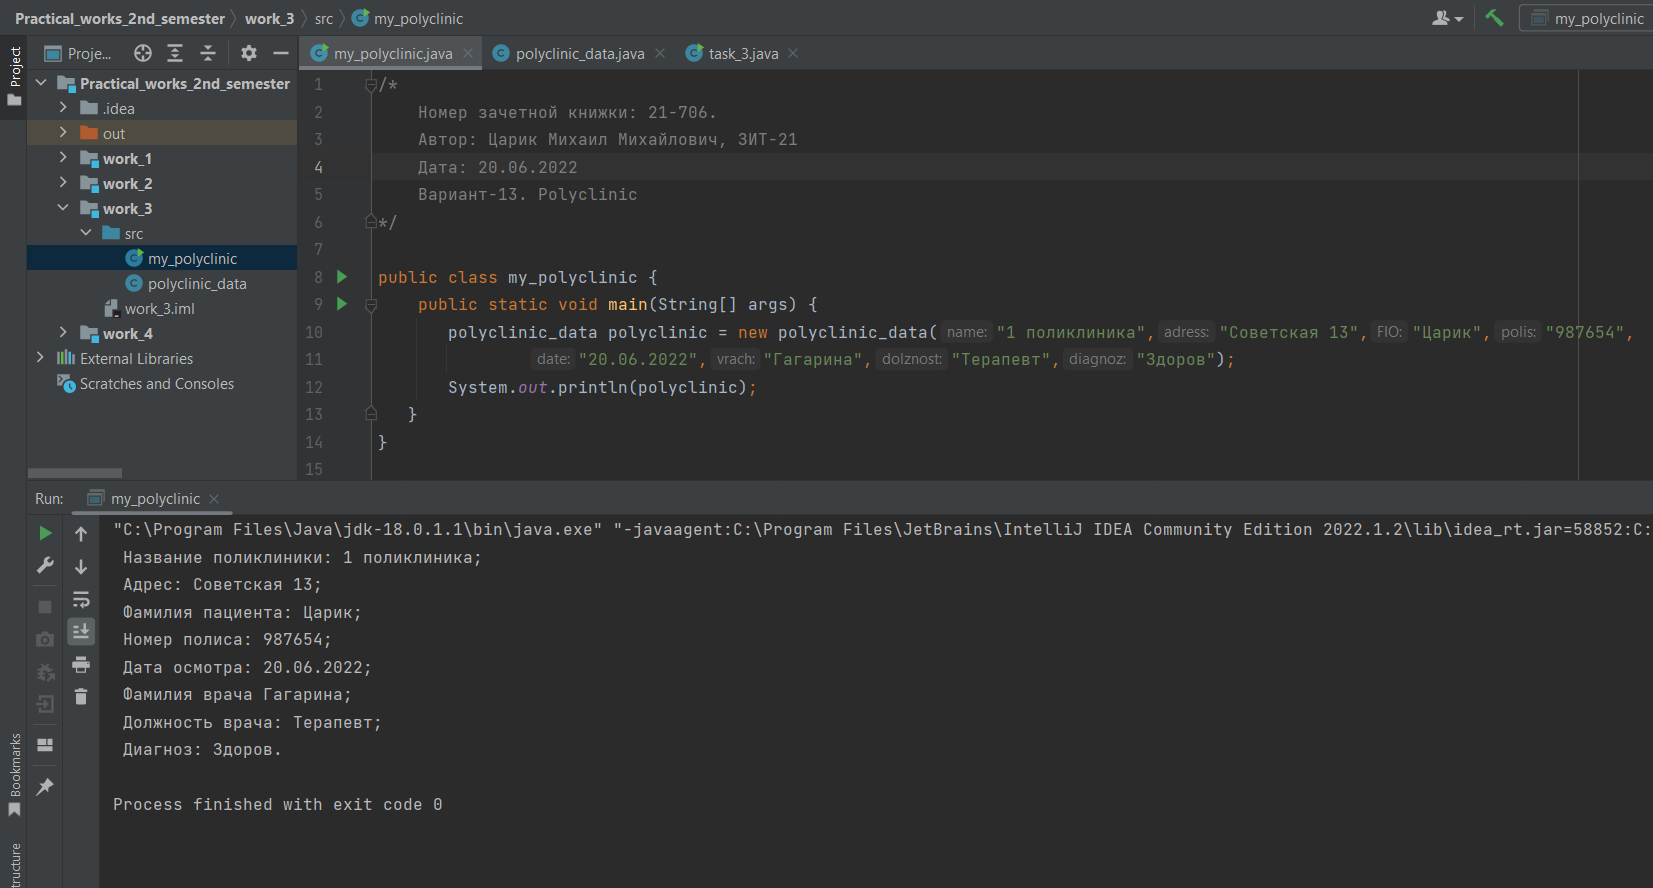 Practical_works_2nd_semester work_3 src my_polyclinic my_polyclinic
Project
Proje...
Practical_works_2nd_semester
.idea
out
work_1
work_2
work_3
src
my_polyclinic
polyclinic_data
work_3.iml
work_4
External Libraries
Scratches and Consoles
my_polyclinic.java polyclinic_data.java task_3.java
1 /*
2 Номер зачетной книжки: 21-706.
3 Автор: Царик Михаил Михайлович, ЗИТ-21
4 Дата: 20.06.2022
5 Вариант-13. Polyclinic
6 */
7
8 public class my_polyclinic {
9 public static void main(String[] args) {
10 polyclinic_data polyclinic = new polyclinic_data( name: "1 поликлиника", adress: "Советская 13", FIO: "Царик", polis: "987654",
11 date: "20.06.2022", vrach: "Гагарина", dolznost: "Терапевт", diagnoz: "Здоров");
12 System.out.println(polyclinic);
13 }
14 }
15
Run: my_polyclinic
"C:\Program Files\Java\jdk-18.0.1.1\bin\java.exe" "-javaagent:C:\Program Files\JetBrains\IntelliJ IDEA Community Edition 2022.1.2\lib\idea_rt.jar=58852:C:
Название поликлиники: 1 поликлиника;
Адрес: Советская 13;
Фамилия пациента: Царик;
Номер полиса: 987654;
Дата осмотра: 20.06.2022;
Фамилия врача Гагарина;
Должность врача: Терапевт;
Диагноз: Здоров.
Process finished with exit code 0
Bookmarks
tructure